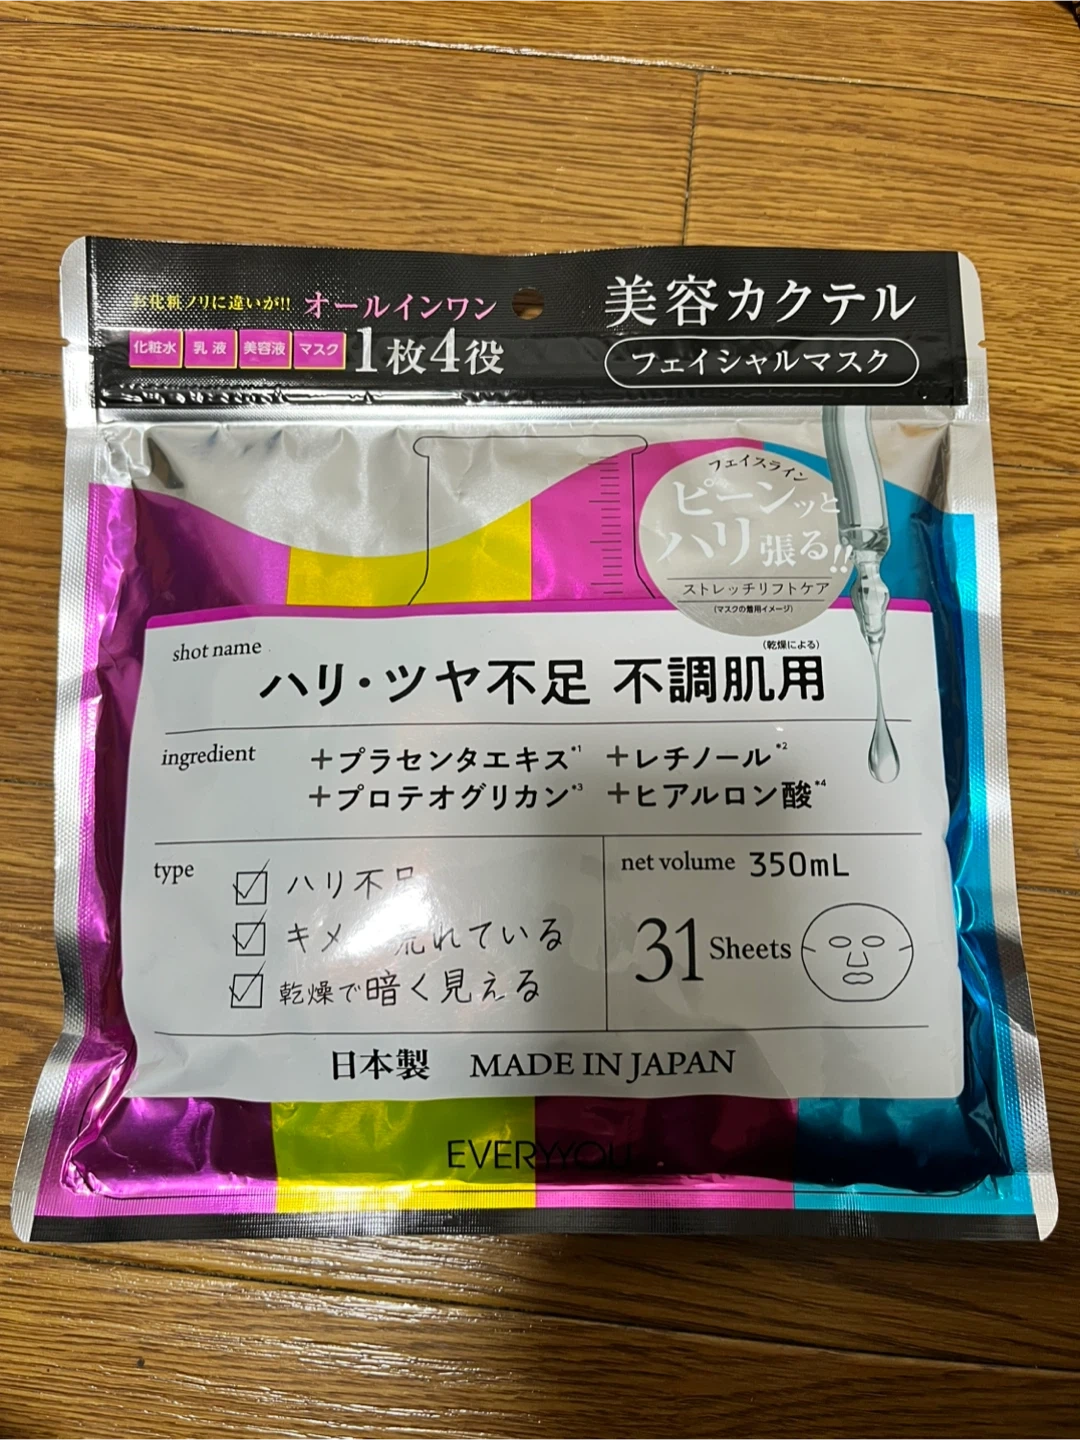 お化粧ノリに違いが!! オールインワン
化粧水 乳液 美容液 マスク 1枚4役
美容カクテル
フェイシャルマスク
フェイスライン
ピーンッと
ハリ張る!!
ストレッチリフトケア
(マスクの着用イメージ)
shot name
(乾燥による)
ハリ・ツヤ不足 不調肌用
ingredient
+プラセンタエキス*1 +レチノール*2
+プロテオグリカン*3 +ヒアルロン酸*4
type
ハリ不足
キメ 荒れている
乾燥で暗く見える
net volume 350mL
31 Sheets
日本製 MADE IN JAPAN
EVERYYOU